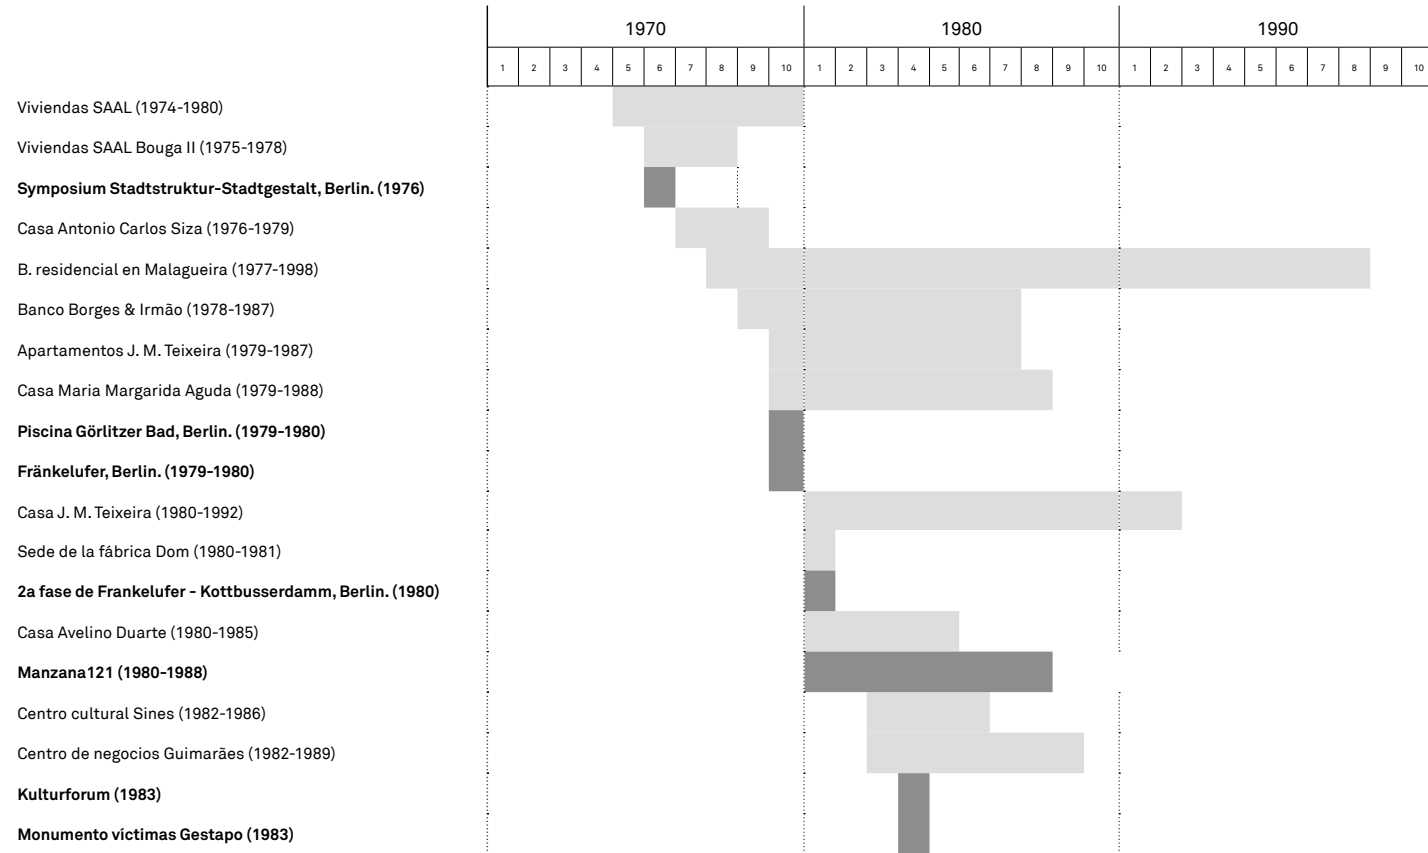 1970 1980 1990
1 2 3 4 5 6 7 8 9 10 1 2 3 4 5 6 7 8 9 10 1 2 3 4 5 6 7 8 9 10
Viviendas SAAL (1974-1980)
Viviendas SAAL Bouga II (1975-1978)
Symposium Stadtstruktur-Stadtgestalt, Berlin. (1976)
Casa Antonio Carlos Siza (1976-1979)
B. residencial en Malagueira (1977-1998)
Banco Borges & Irmão (1978-1987)
Apartamentos J. M. Teixeira (1979-1987)
Casa Maria Margarida Aguda (1979-1988)
Piscina Görlitzer Bad, Berlin. (1979-1980)
Fränkelufer, Berlin. (1979-1980)
Casa J. M. Teixeira (1980-1992)
Sede de la fábrica Dom (1980-1981)
2a fase de Frankelufer - Kottbusserdamm, Berlin. (1980)
Casa Avelino Duarte (1980-1985)
Manzana121 (1980-1988)
Centro cultural Sines (1982-1986)
Centro de negocios Guimarães (1982-1989)
Kulturforum (1983)
Monumento víctimas Gestapo (1983)